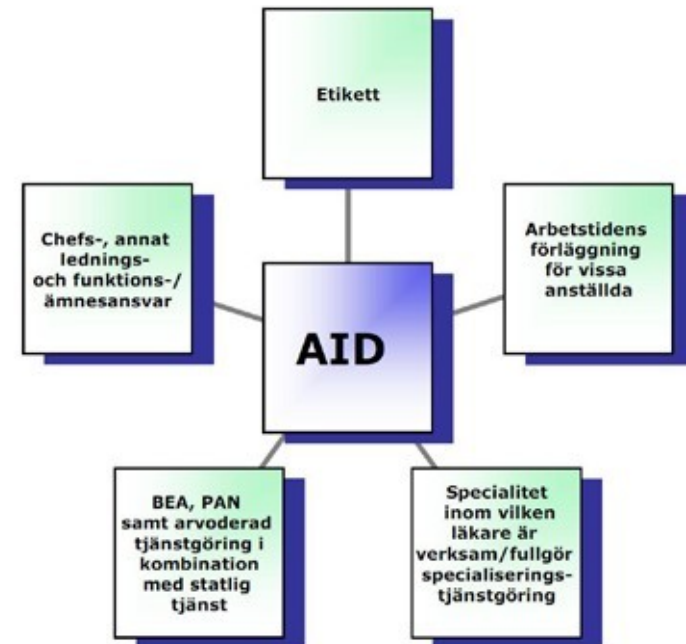 Etikett
Chefs-, annat
lednings-
och funktions-/
ämnesansvar
Arbetstidens
förläggning
för vissa
anställda
AID
BEA, PAN
samt arvoderad
tjänstgöring i
kombination
med statlig
tjänst
Specialitet
inom vilken
läkare är
verksam/fullgör
specialiserings-
tjänstgöring